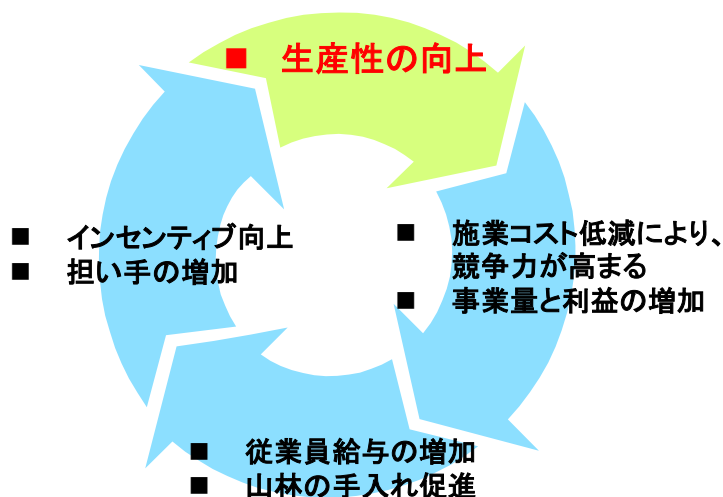 ■ 生産性の向上
■ 施業コスト低減により、
競争力が高まる
■ 事業量と利益の増加
■ 従業員給与の増加
■ 山林の手入れ促進
■ インセンティブ向上
■ 担い手の増加